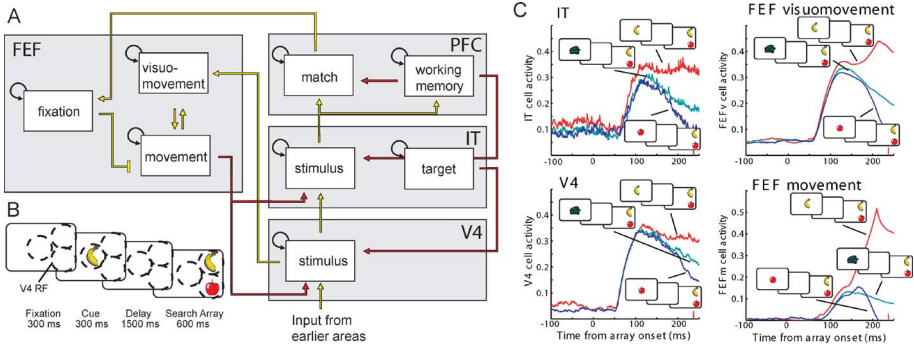 A
FEF
visuo-
movement
fixation
movement
PFC
match
working
memory
IT
stimulus
target
V4
stimulus
Input from
earlier areas
B
V4 RF
Fixation
300 ms
Cue
300 ms
Delay
1500 ms
Search Array
600 ms
C
IT
IT cell activity
0.4
0.3
0.2
0.1
-100 0 100 200
FEF visuomovement
FEFv cell activity
0.4
0.3
0.2
0.1
-100 0 100 200
V4
V4 cell activity
0.4
0.3
0.2
0.1
-100 0 100 200
Time from array onset (ms)
FEF movement
FEFm cell activity
0.5
0.4
0.3
0.2
0.1
-100 0 100 200
Time from array onset (ms)